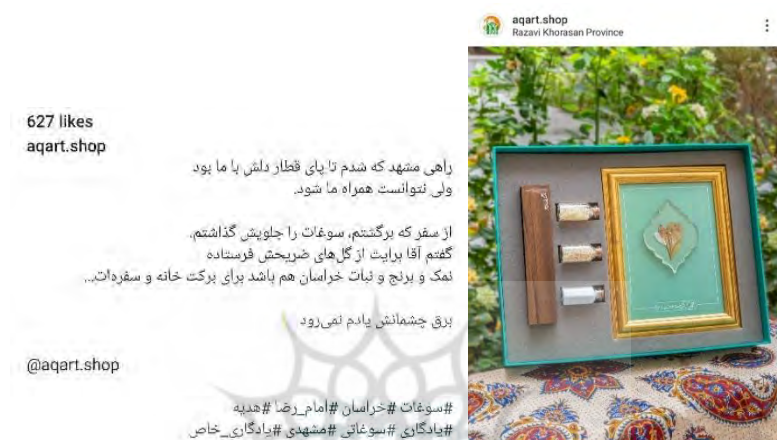 aqart.shop
Razavi Khorasan Province
627 likes
aqart.shop
راهی مشهد که شدم تا پای قطار دلش با ما بود
ولی نتوانست همراه ما شود.
از سفر که برگشتم، سوغات را جلویش گذاشتم.
گفتم آقا برایت از گل‌های ضریحش فرستاده
نمک و برنج و نبات خراسان هم باشد برای برکت خانه و سفره‌ات...
برق چشمانش یادم نمی‌رود
@aqart.shop
#سوغات #خراسان #امام_رضا #هدیه
#یادگاری #سوغاتی #مشهدی #یادگاری_خاص